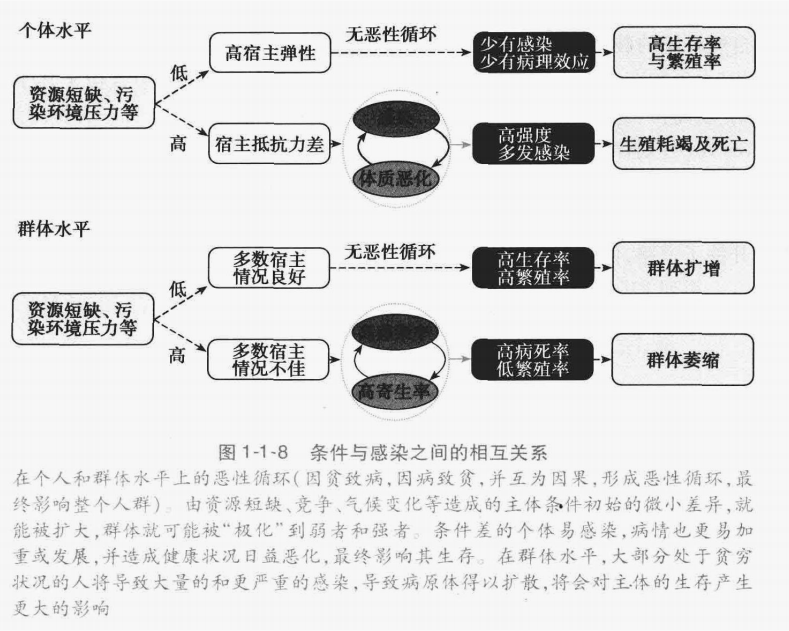 个体水平
资源短缺、污
染环境压力等
低
高宿主弹性
无恶性循环
少有感染
少有病理效应
高生存率
与繁殖率
高
宿主抵抗力差
体质恶化
高强度
多发感染
生殖耗竭及死亡
群体水平
资源短缺、污
染环境压力等
低
多数宿主
情况良好
无恶性循环
高生存率
高繁殖率
群体扩增
高
多数宿主
情况不佳
高寄生率
高病死率
低繁殖率
群体萎缩
图 1-1-8 条件与感染之间的相互关系
在个人和群体水平上的恶性循环(因贫致病,因病致贫,并互为因果,形成恶性循环,最
终影响整个人群)。由资源短缺、竞争、气候变化等造成的主体条件初始的微小差异,就
能被扩大,群体就可能被“极化”到弱者和强者。条件差的个体易感染,病情也更易加
重或发展,并造成健康状况日益恶化,最终影响其生存。在群体水平,大部分处于贫穷
状况的人将导致大量的和更严重的感染,导致病原体得以扩散,将会对主体的生存产生
更大的影响